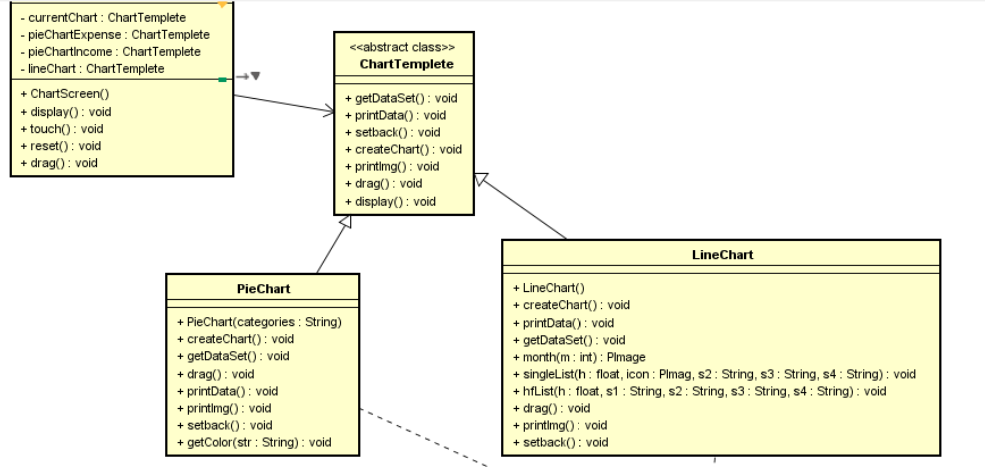 - currentChart : ChartTemplete
- pieChartExpense : ChartTemplete
- pieChartIncome : ChartTemplete
- lineChart : ChartTemplete
+ ChartScreen()
+ display() : void
+ touch() : void
+ reset() : void
+ drag() : void
<<abstract class>>
ChartTemplete
+ getDataSet() : void
+ printData() : void
+ setback() : void
+ createChart() : void
+ printImg() : void
+ drag() : void
+ display() : void
PieChart
+ PieChart(categories : String)
+ createChart() : void
+ getDataSet() : void
+ drag() : void
+ printData() : void
+ printImg() : void
+ setback() : void
+ getColor(str : String) : void
LineChart
+ LineChart()
+ createChart() : void
+ printData() : void
+ getDataSet() : void
+ month(m : int) : PImage
+ singleList(h : float, icon : PImag, s2 : String, s3 : String, s4 : String) : void
+ hfList(h : float, s1 : String, s2 : String, s3 : String, s4 : String) : void
+ drag() : void
+ printImg() : void
+ setback() : void